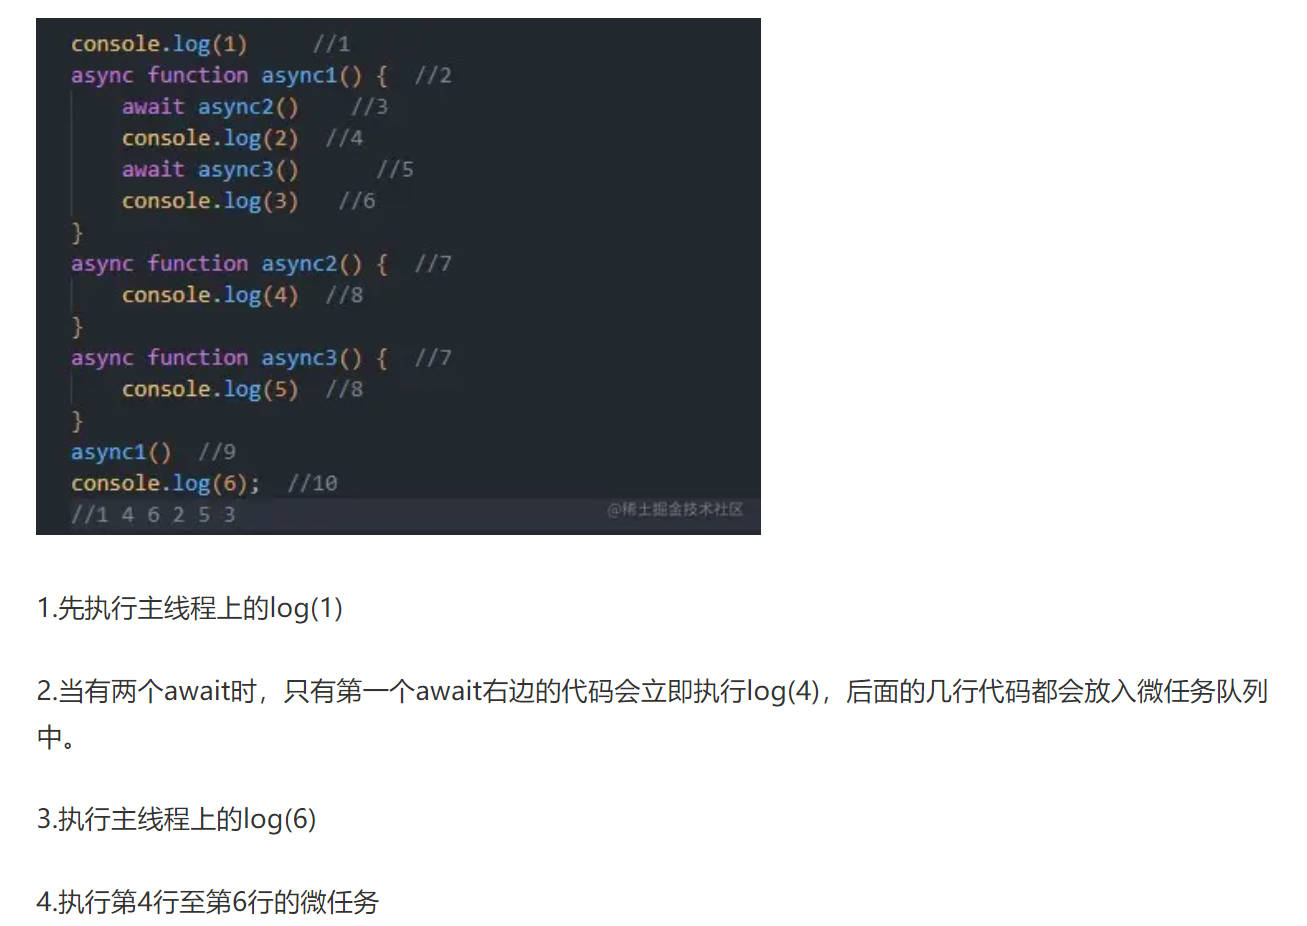 console.log(1)     //1
async function async1() {  //2
    await async2()    //3
    console.log(2)  //4
    await async3()      //5
    console.log(3)   //6
}
async function async2() {  //7
    console.log(4)  //8
}
async function async3() {  //7
    console.log(5)  //8
}
async1()  //9
console.log(6);  //10
//1 4 6 2 5 3
@稀土掘金技术社区
1.先执行主线程上的log(1)
2.当有两个await时，只有第一个await右边的代码会立即执行log(4)，后面的几行代码都会放入微任务队列
中。
3.执行主线程上的log(6)
4.执行第4行至第6行的微任务